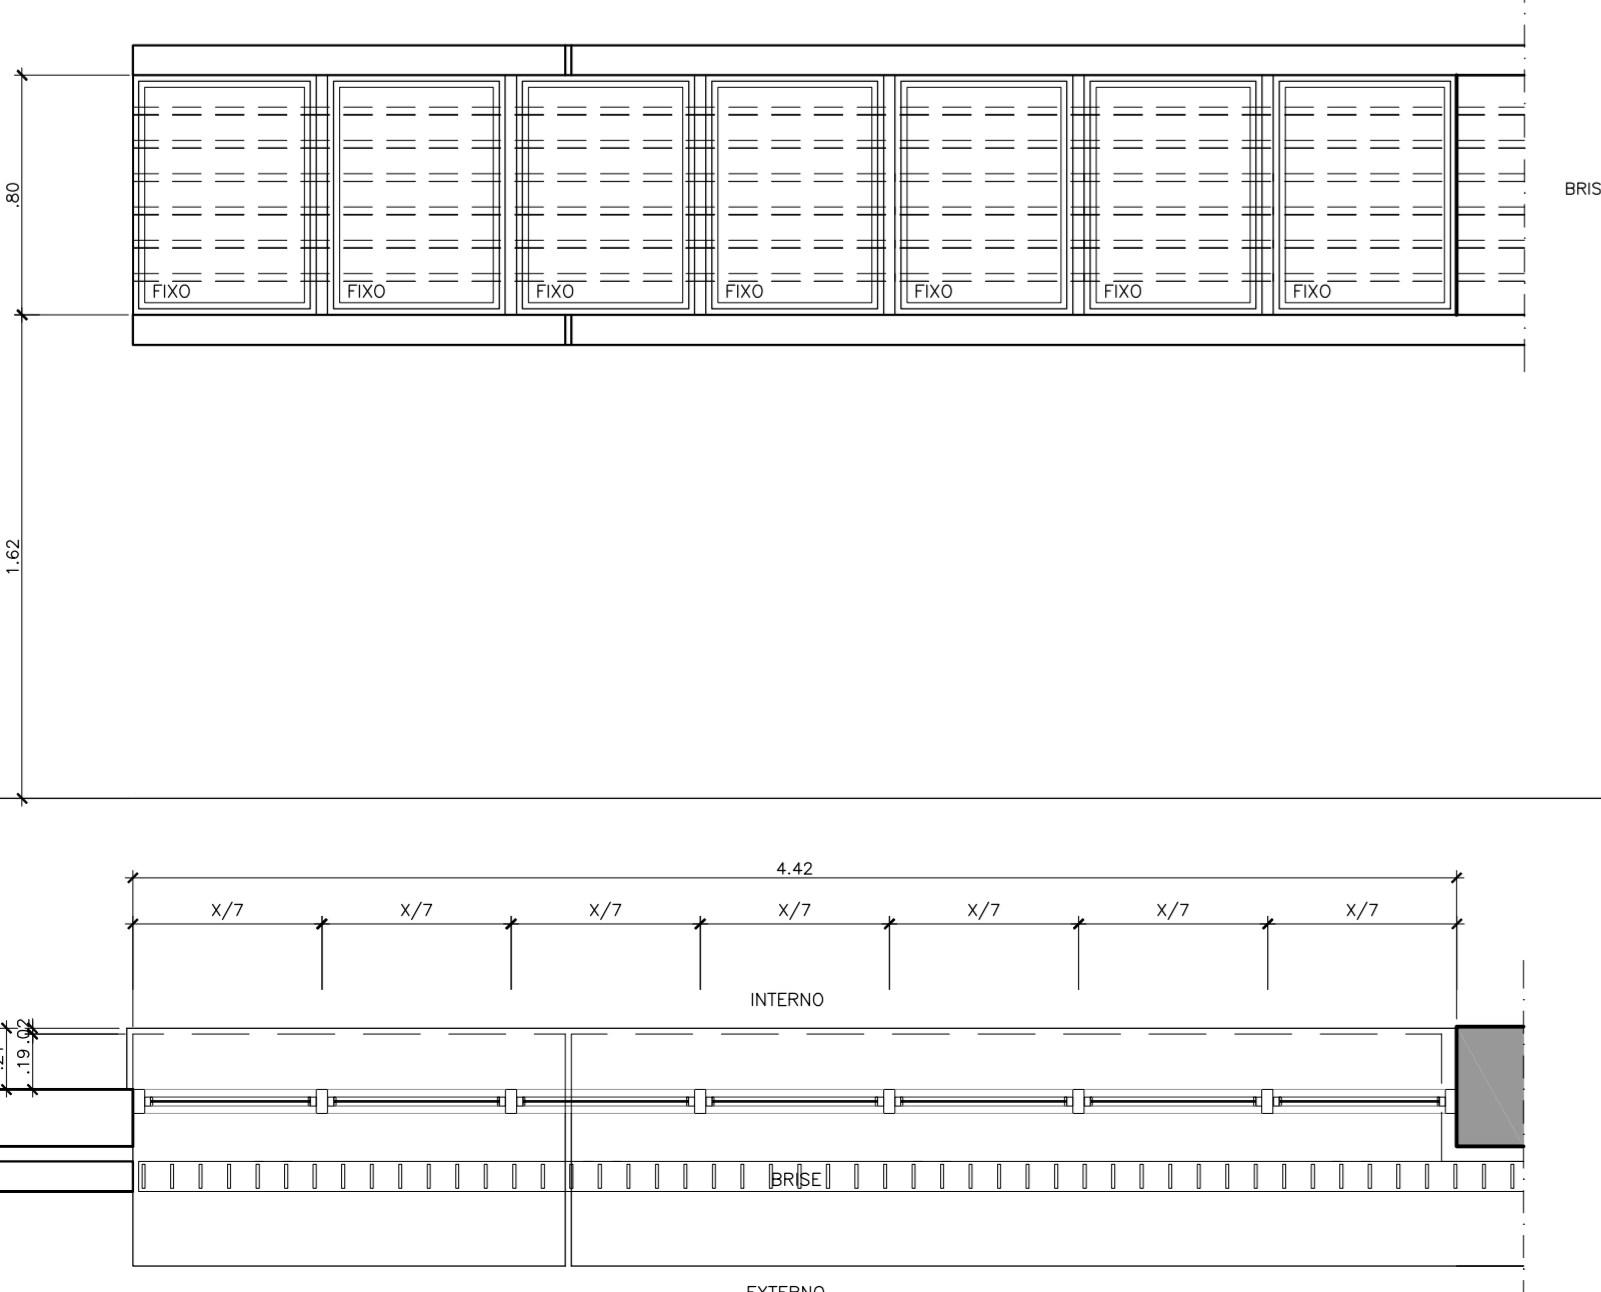 .80
BRIS
FIXO FIXO FIXO FIXO FIXO FIXO FIXO
1.62
4.42
X/7 X/7 X/7 X/7 X/7 X/7 X/7
INTERNO
.02
.19
BRISE
EXTERNO